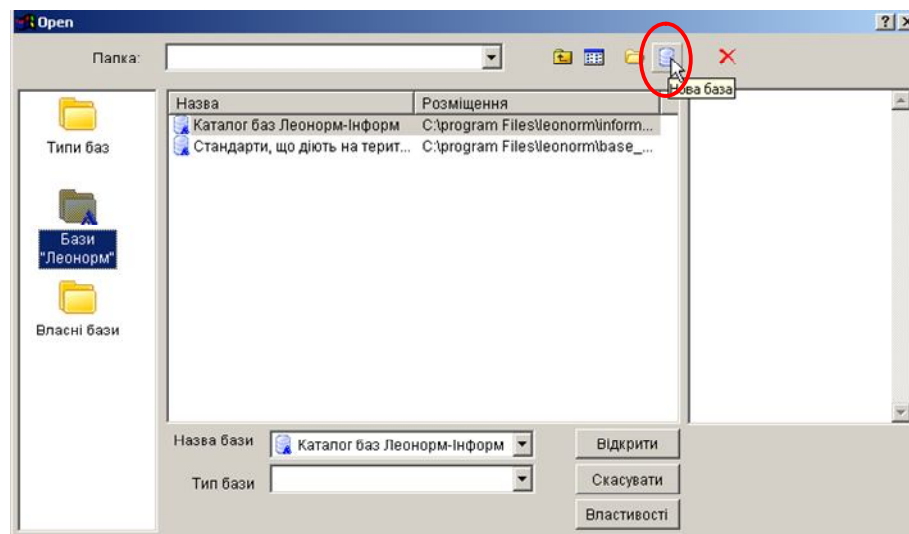 Open
Папка:
Нова база
Назва Розміщення
Каталог баз Леонорм-Інформ C:\program Files\leonorm\inform...
Стандарти, що діють на терит... C:\program Files\leonorm\base_...
Типи баз
Бази
"Леонорм"
Власні бази
Назва бази Каталог баз Леонорм-Інформ Відкрити
Тип бази Скасувати
Властивості